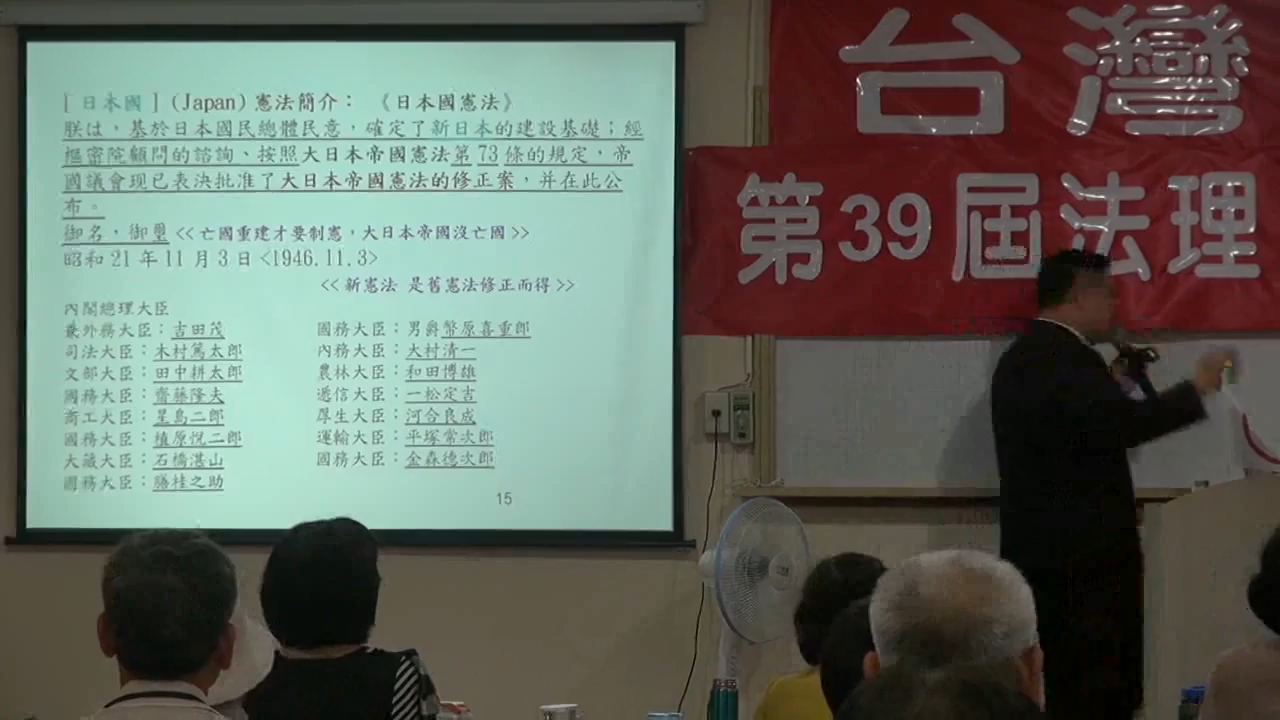 [日本國](Japan)憲法簡介： 《日本國憲法》
朕は，基於日本國民總體民意，確定了新日本的建設基礎；經
樞密院顧問的諮詢、按照大日本帝國憲法第 73 條的規定，帝
國議會現已表決批准了大日本帝國憲法的修正案，并在此公
布。
御名，御璽<<亡國重建才要制憲，大日本帝國沒亡國>>
昭和 21 年 11 月 3 日<1946.11.3>
<<新憲法 是舊憲法修正而得>>
內閣總理大臣
兼外務大臣：吉田茂 國務大臣：男爵幣原喜重郎
司法大臣：木村篤太郎 內務大臣：大村清一
文部大臣：田中耕太郎 農林大臣：和田博雄
國務大臣：齋藤隆夫 遞信大臣：一松定吉
商工大臣：星島二郎 厚生大臣：河合良成
國務大臣：植原悅二郎 運輸大臣：平塚常次郎
大藏大臣：石橋湛山 國務大臣：金森德次郎
國務大臣：膳桂之助
15
台灣
第39屆法理